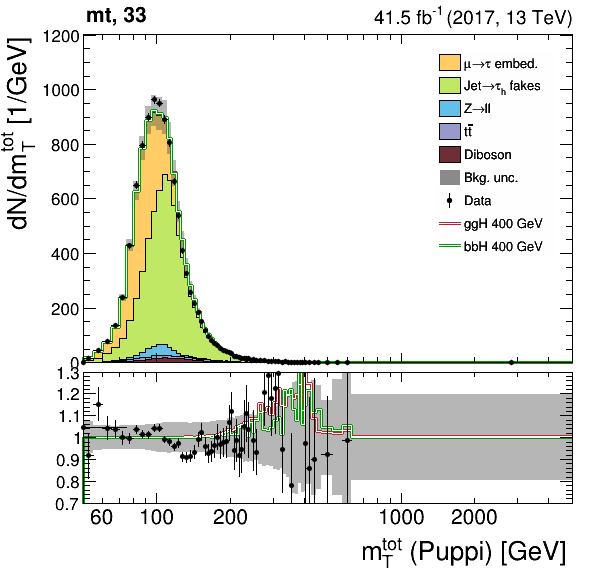 mt, 33
41.5 fb⁻¹ (2017, 13 TeV)
dN/dm_T^tot [1/GeV]
1200
1000
800
600
400
200
0
μ→τ embed.
Jet→τ_h fakes
Z→ll
tt̄
Diboson
Bkg. unc.
Data
ggH 400 GeV
bbH 400 GeV
1.3
1.2
1.1
1
0.9
0.8
0.7
60 100 200 1000 2000
m_T^tot (Puppi) [GeV]